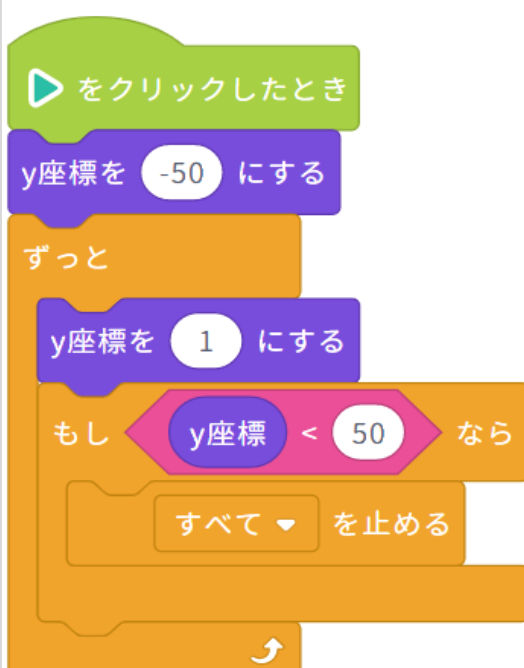 をクリックしたとき
y座標を -50 にする
ずっと
y座標を 1 にする
もし y座標 < 50 なら
すべて を止める